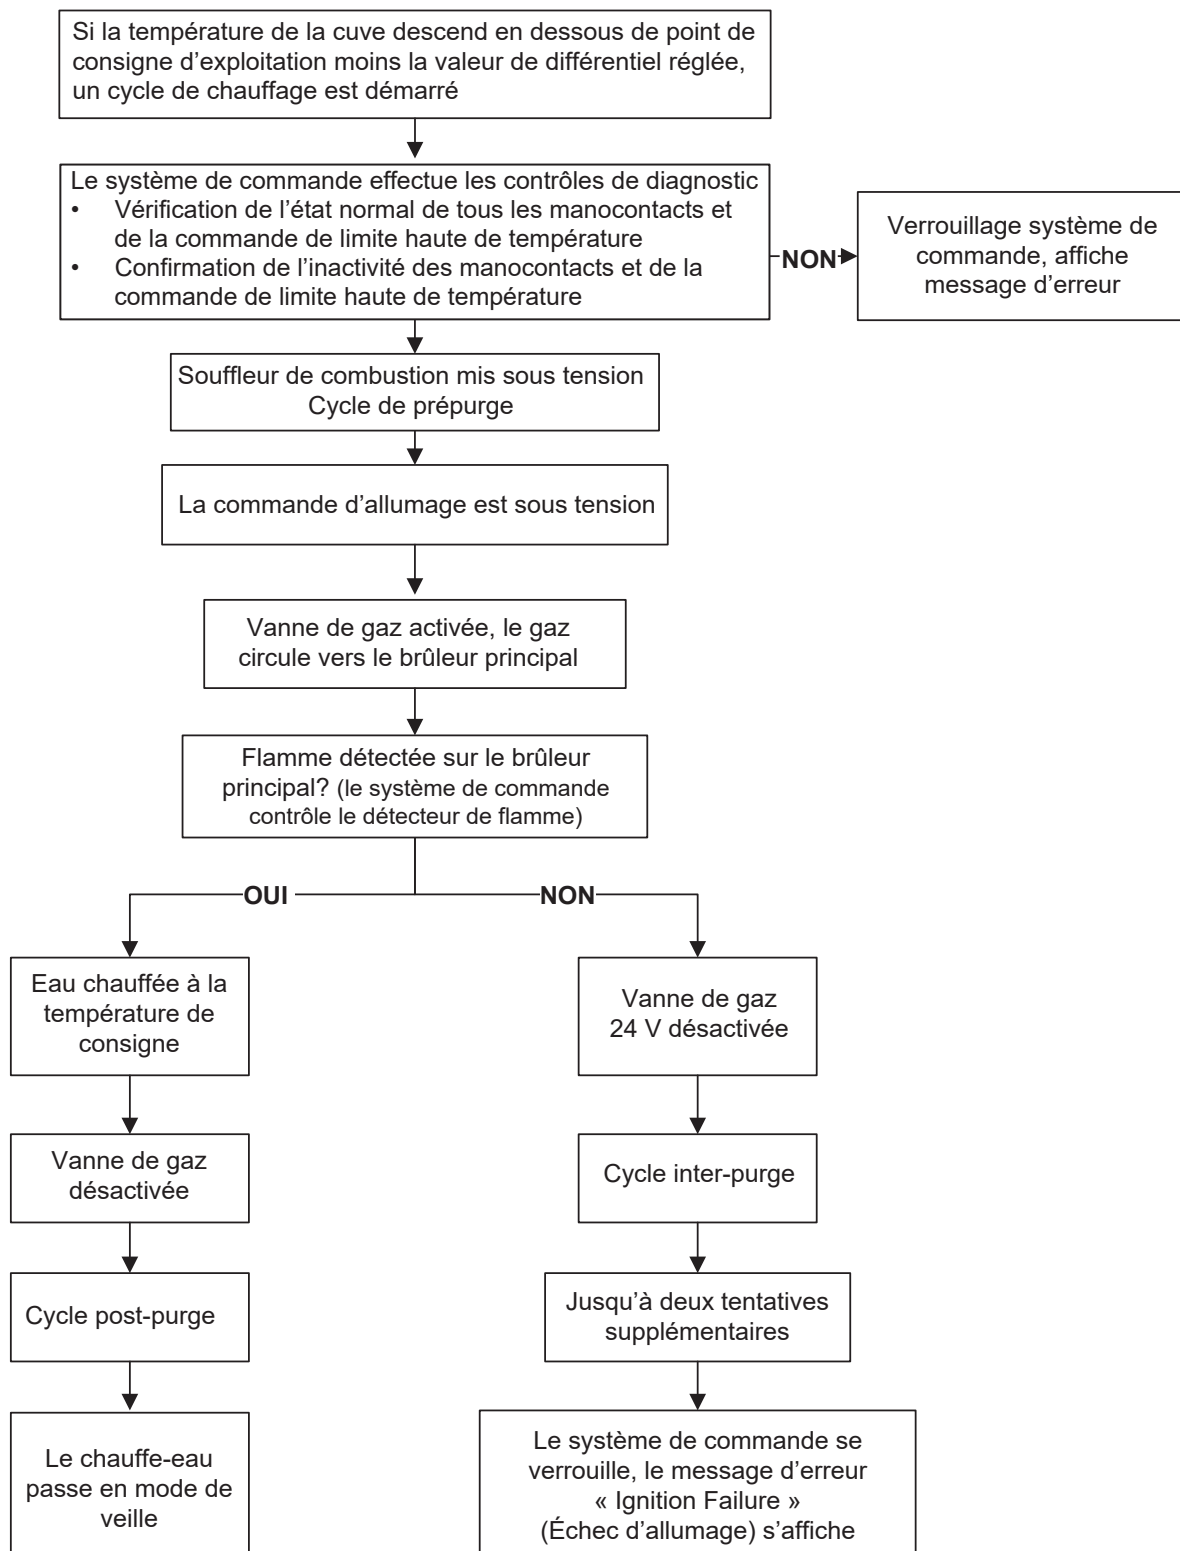 Si la température de la cuve descend en dessous de point de
consigne d’exploitation moins la valeur de différentiel réglée,
un cycle de chauffage est démarré
Le système de commande effectue les contrôles de diagnostic
• Vérification de l’état normal de tous les manocontacts et
de la commande de limite haute de température
• Confirmation de l’inactivité des manocontacts et de la
commande de limite haute de température
NON
Verrouillage système de
commande, affiche
message d’erreur
Souffleur de combustion mis sous tension
Cycle de prépurge
La commande d’allumage est sous tension
Vanne de gaz activée, le gaz
circule vers le brûleur principal
Flamme détectée sur le brûleur
principal? (le système de commande
contrôle le détecteur de flamme)
OUI
NON
Eau chauffée à la
température de
consigne
Vanne de gaz
désactivée
Cycle post-purge
Le chauffe-eau
passe en mode de
veille
Vanne de gaz
24 V désactivée
Cycle inter-purge
Jusqu’à deux tentatives
supplémentaires
Le système de commande se
verrouille, le message d’erreur
« Ignition Failure »
(Échec d’allumage) s’affiche